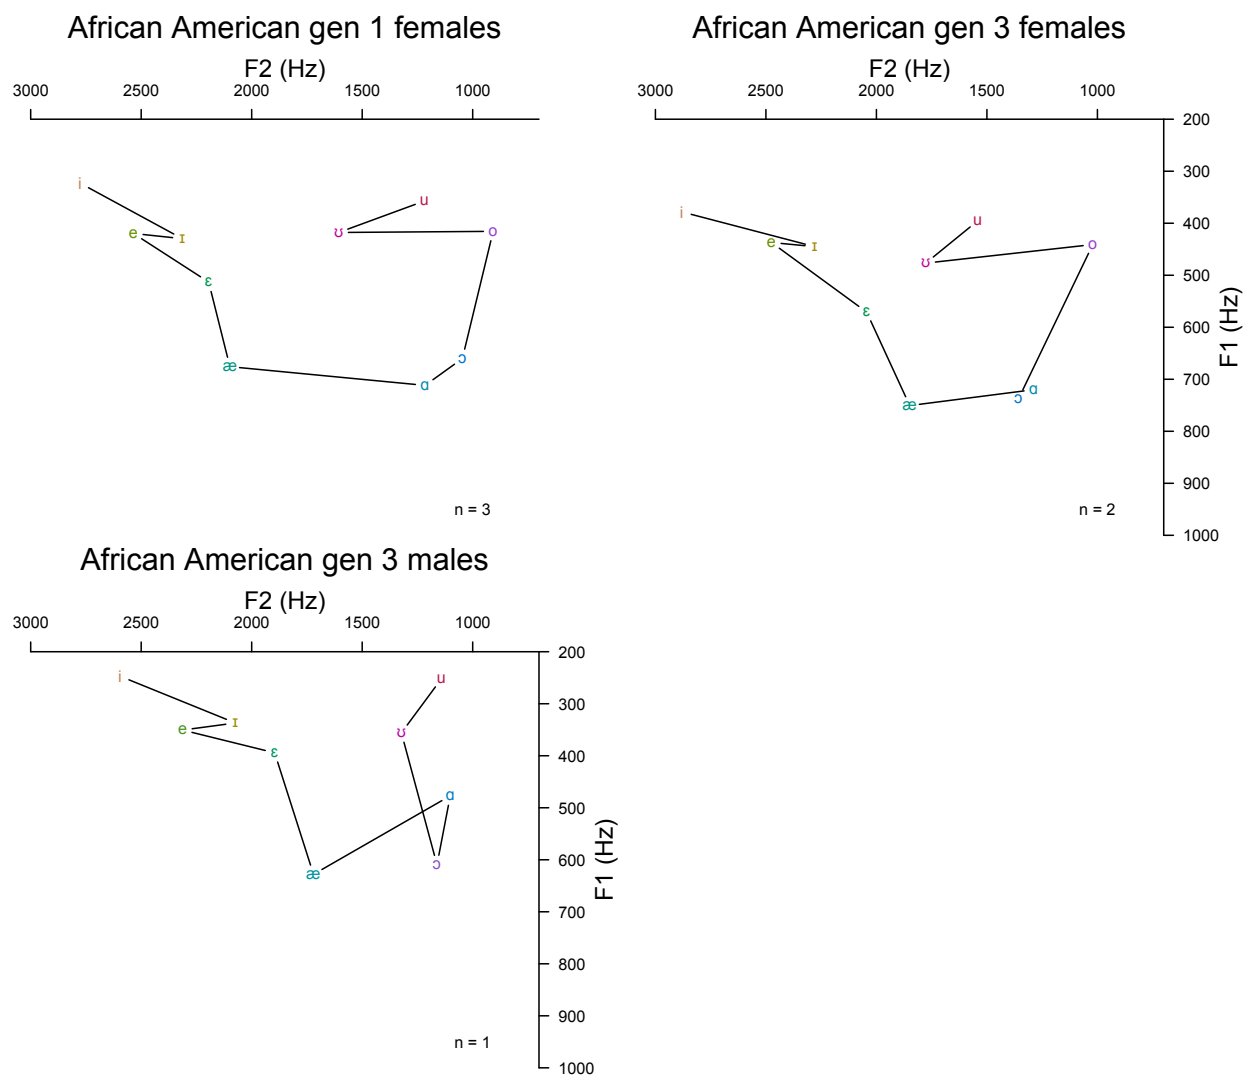 African American gen 1 females
F2 (Hz)
3000 2500 2000 1500 1000
i
u
e ɪ ʊ o
ɛ
æ ɔ
ɑ
n = 3
African American gen 3 females
F2 (Hz)
3000 2500 2000 1500 1000
200
300
400
500
600
700
800
900
1000
F1 (Hz)
i u
e ɪ ʊ o
ɛ
æ ɔ ɑ
n = 2
African American gen 3 males
F2 (Hz)
3000 2500 2000 1500 1000
200
300
400
500
600
700
800
900
1000
F1 (Hz)
i u
e ɪ ʊ
ɛ
ɑ
æ ɔ
n = 1